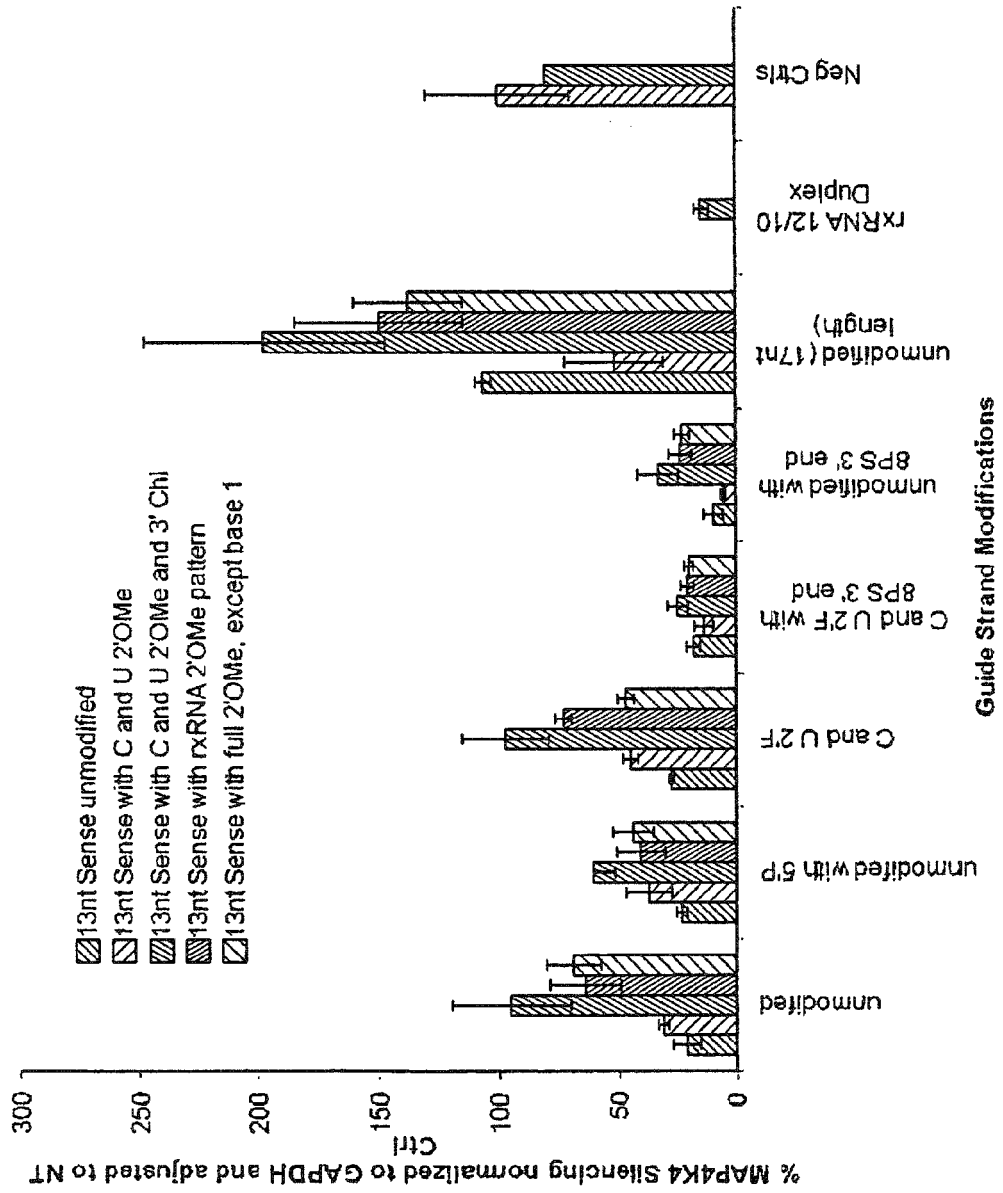 % MAP4K4 Silencing normalized to GAPDH and adjusted to NT
Ctrl
300
250
200
150
100
50
0
13nt Sense unmodified
13nt Sense with C and U 2'OMe
13nt Sense with C and U 2'OMe and 3' Chl
13nt Sense with rxRNA 2'OMe pattern
13nt Sense with full 2'OMe, except base 1
unmodifed
unmodifed with 5'P
C and U 2'F
C and U 2'F with
8PS 3' end
unmodified with
8PS 3' end
unmodified (17nt
length)
rxRNA 12/10
Duplex
Neg Ctrls
Guide Strand Modifications